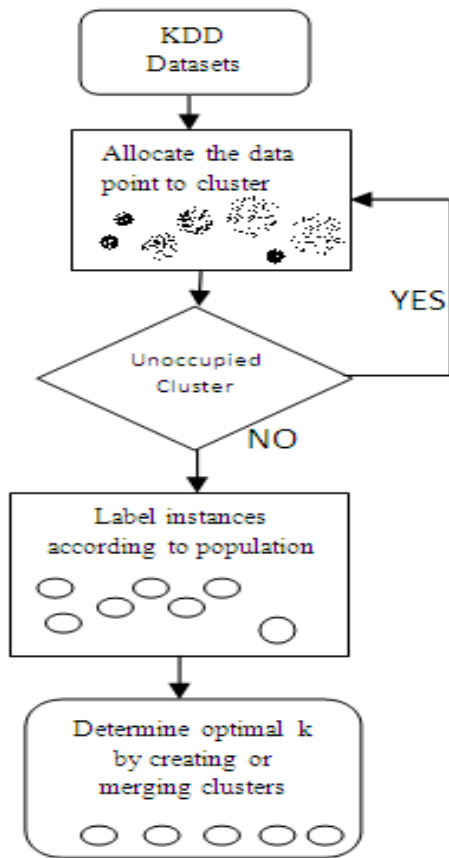 KDD
Datasets
Allocate the data
point to cluster
YES
Unoccupied
Cluster
NO
Label instances
according to population
Determine optimal k
by creating or
merging clusters